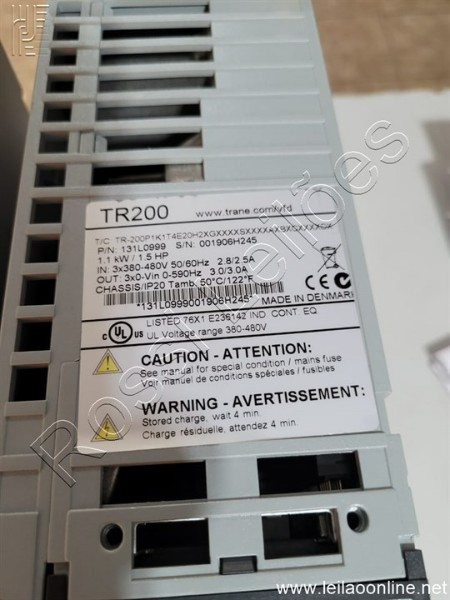 TR200 www.trane.com/vfd
T/C: TR-200P1K1T4E20H2XGXXXXSXXXXAXBXCXXXXDX
P/N: 131L0999 S/N: 001906H245
1.1 kW / 1.5 HP
IN: 3x380-480V 50/60Hz 2.8/2.5A
OUT: 3x0-Vin 0-590Hz 3.0/3.0A
CHASSIS/IP20 Tamb. 50°C/122°F
*131L0999001906H245* MADE IN DENMARK
LISTED 76X1 E236142 IND CONT. EQ.
UL Voltage range 380-480V
CAUTION - ATTENTION:
See manual for special condition / mains fuse
Voir manual de conditions spéciales / fusibles
WARNING - AVERTISSEMENT:
Stored charge, wait 4 min.
Charge résiduelle, attendez 4 min.
Rosa Leilões
www.leilaoonline.net